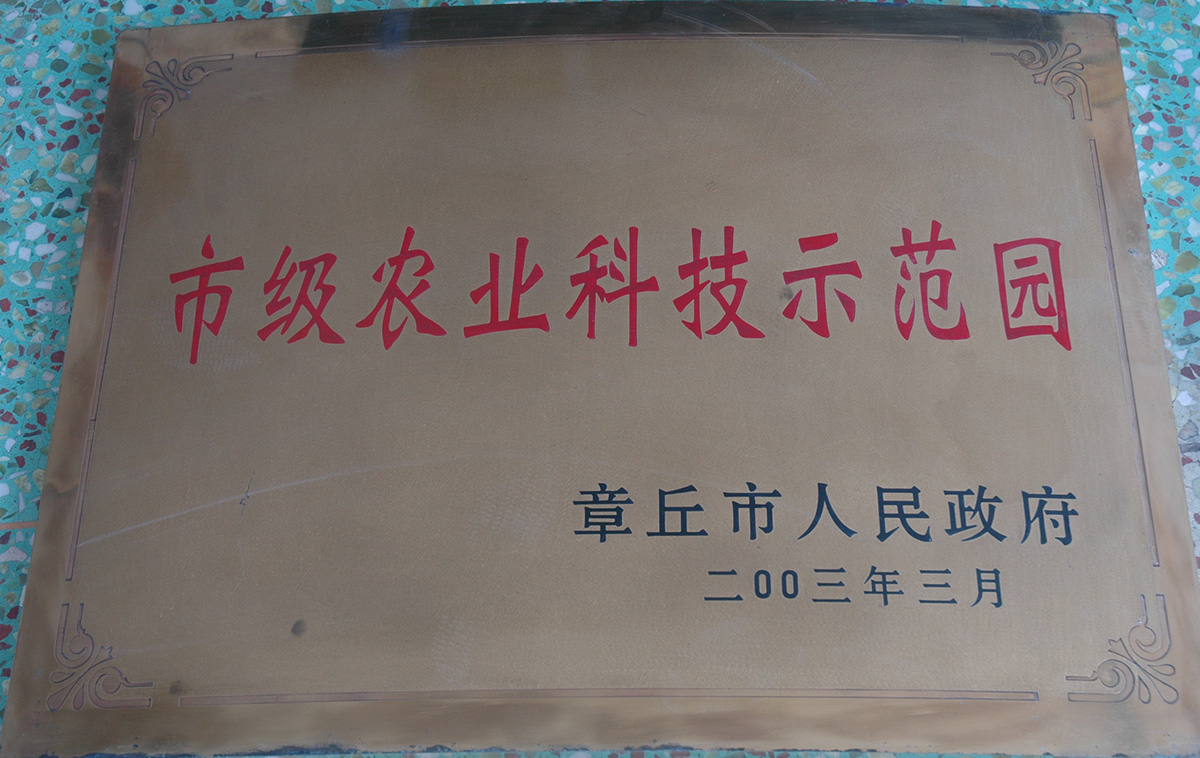 市级农业科技示范园
章丘市人民政府
二00三年三月